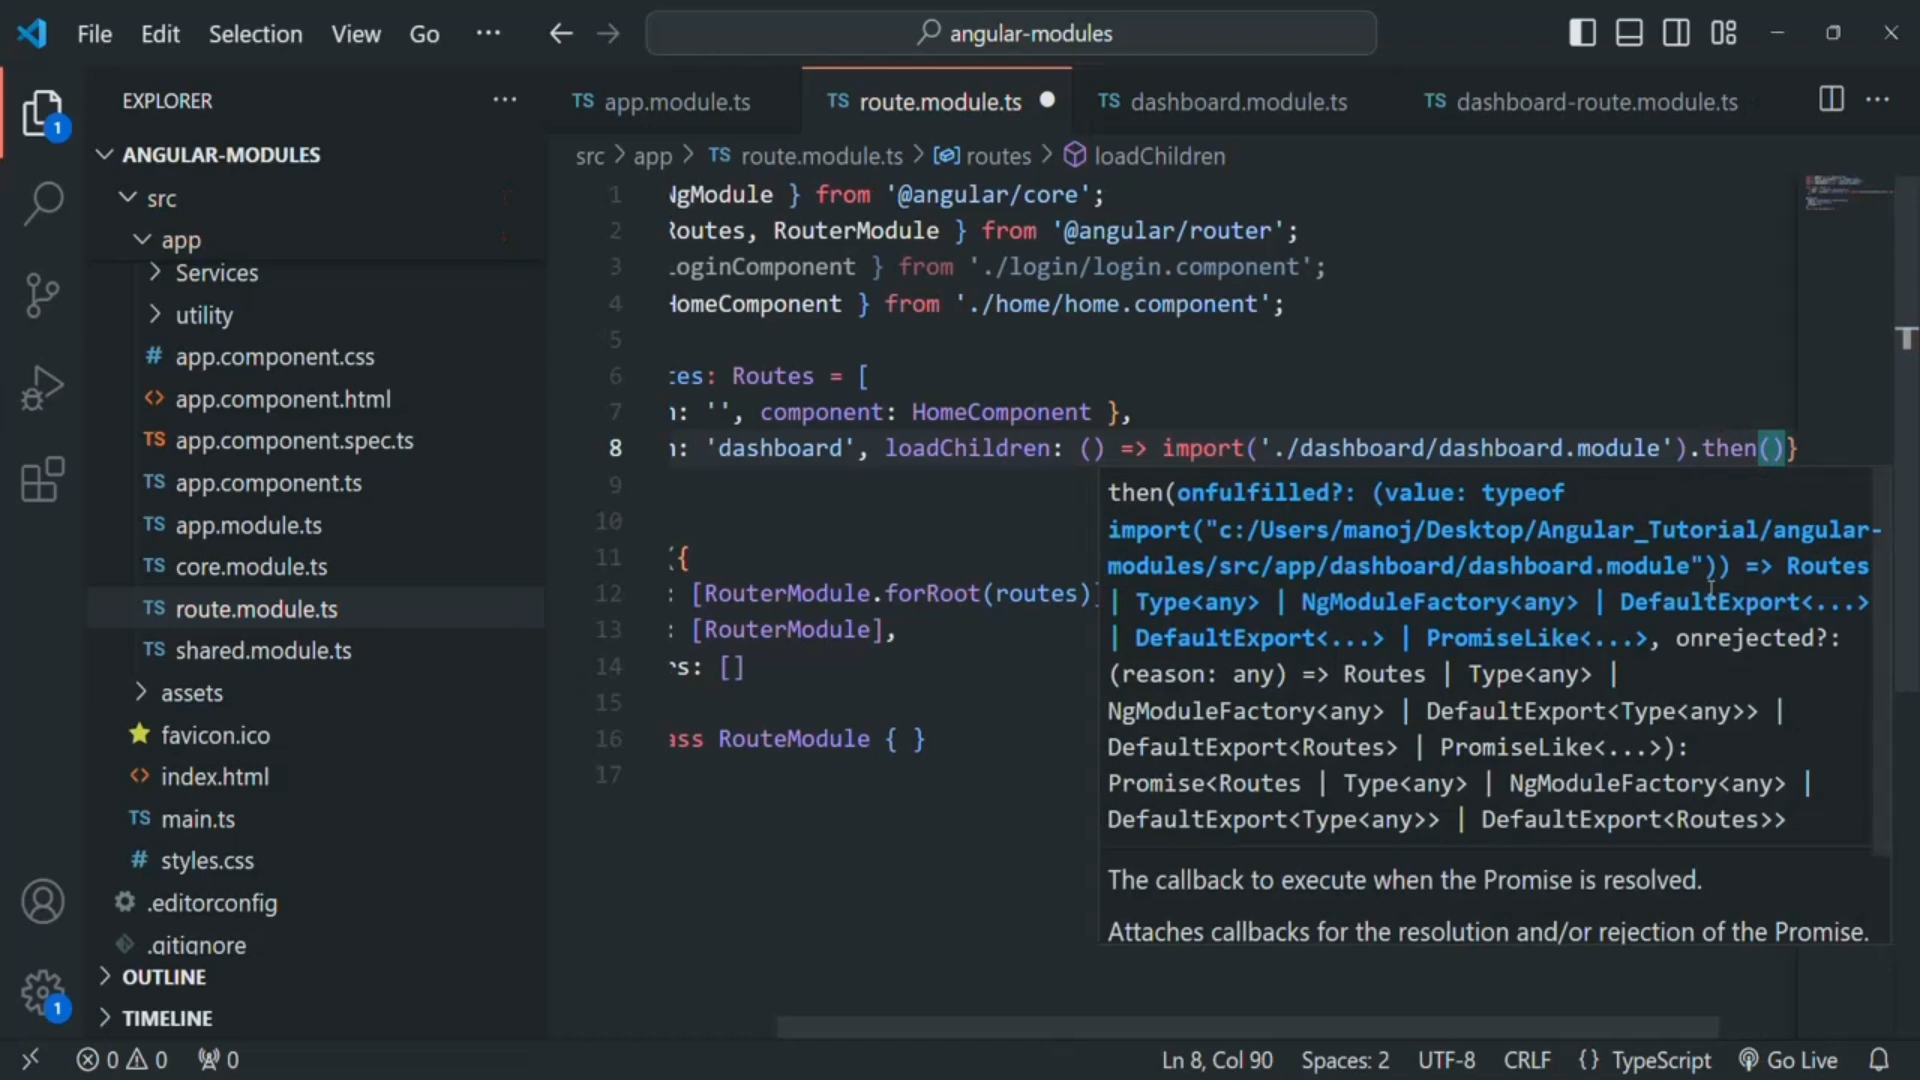 File Edit Selection View Go ··· angular-modules
EXPLORER ···
1
ANGULAR-MODULES
src
app
Services
utility
# app.component.css
<> app.component.html
TS app.component.spec.ts
TS app.component.ts
TS app.module.ts
TS core.module.ts
TS route.module.ts
TS shared.module.ts
assets
favicon.ico
<> index.html
TS main.ts
# styles.css
.editorconfig
.gitignore
OUTLINE
1
TIMELINE
TS app.module.ts TS route.module.ts TS dashboard.module.ts TS dashboard-route.module.ts ···
src > app > TS route.module.ts > routes > loadChildren
1 NgModule } from '@angular/core';
2 Routes, RouterModule } from '@angular/router';
3 LoginComponent } from './login/login.component';
4 HomeComponent } from './home/home.component';
5
6 tes: Routes = [
7 h: '', component: HomeComponent },
8 h: 'dashboard', loadChildren: () => import('./dashboard/dashboard.module').then()}
9
10
11 ({
12 : [RouterModule.forRoot(routes)]
13 : [RouterModule],
14 rs: []
15
16 ass RouteModule { }
17
then(onfulfilled?: (value: typeof
import("c:/Users/manoj/Desktop/Angular_Tutorial/angular-
modules/src/app/dashboard/dashboard.module")) => Routes
| Type<any> | NgModuleFactory<any> | DefaultExport<...>
| DefaultExport<...> | PromiseLike<...>, onrejected?:
(reason: any) => Routes | Type<any> |
NgModuleFactory<any> | DefaultExport<Type<any>> |
DefaultExport<Routes> | PromiseLike<...>):
Promise<Routes | Type<any> | NgModuleFactory<any> |
DefaultExport<Type<any>> | DefaultExport<Routes>>
The callback to execute when the Promise is resolved.
Attaches callbacks for the resolution and/or rejection of the Promise.
0 0 0 Ln 8, Col 90 Spaces: 2 UTF-8 CRLF {} TypeScript Go Live